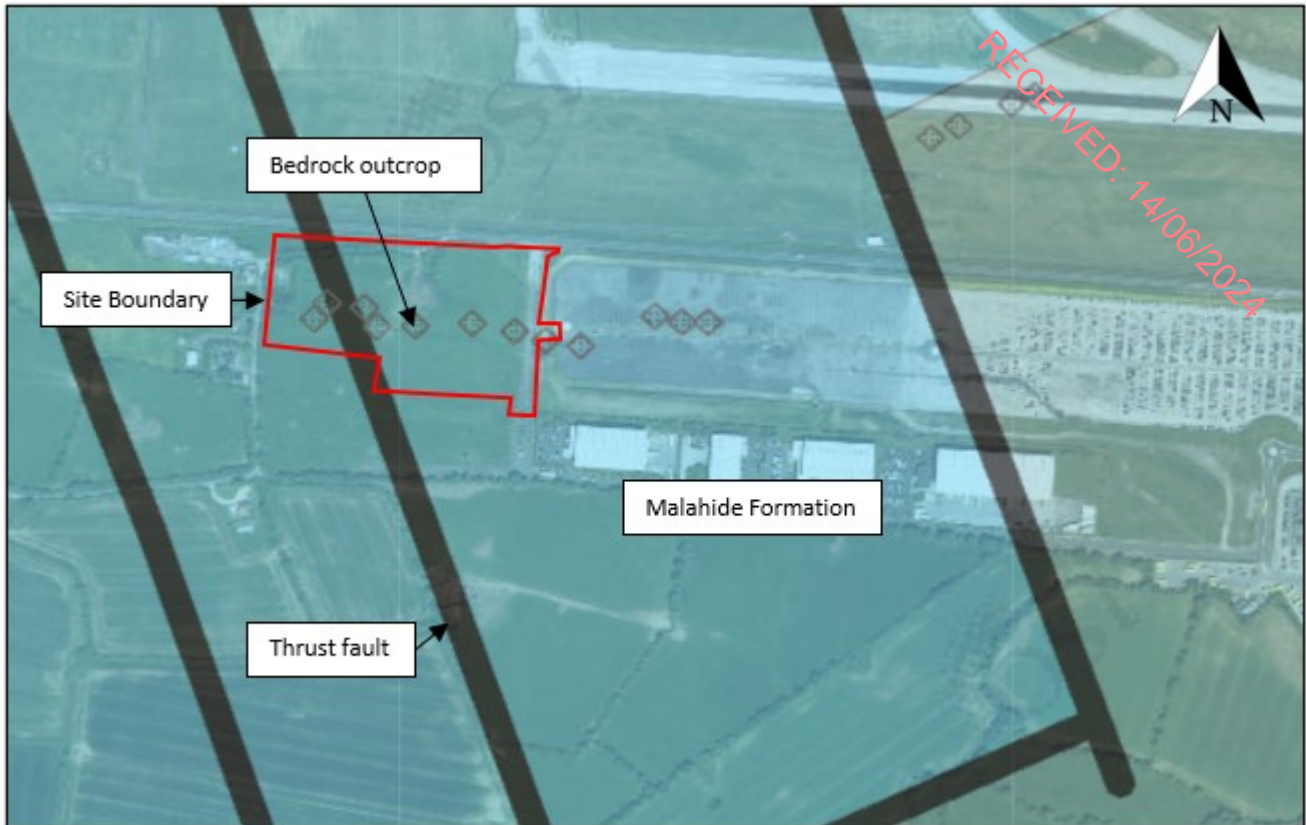 RECEIVED: 14/06/2024
N
Bedrock outcrop
Site Boundary
Malahide Formation
Thrust fault